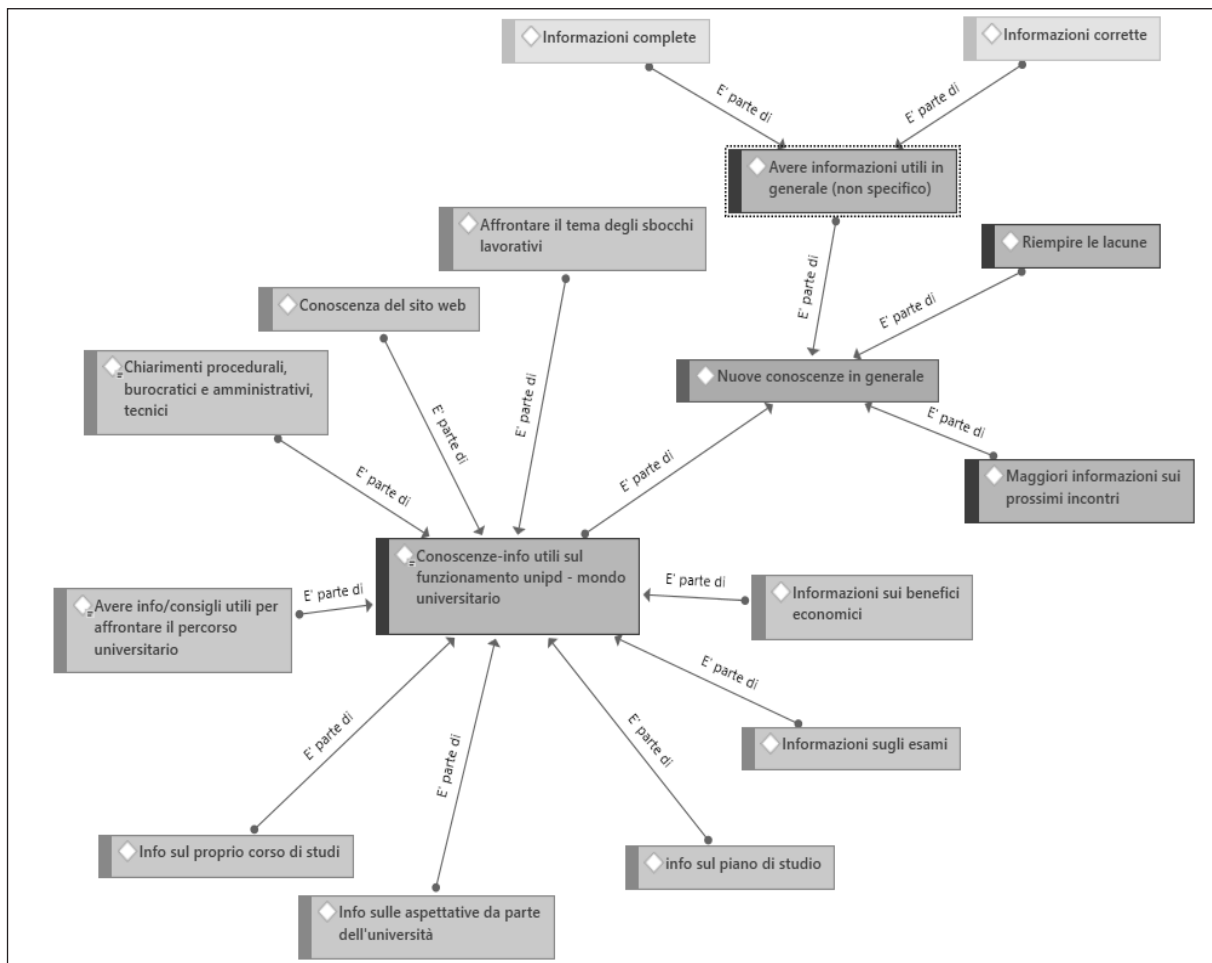 Informazioni complete
Informazioni corrette
E' parte di
E' parte di
Avere informazioni utili in
generale (non specifico)
Affrontare il tema degli sbocchi
lavorativi
Riempire le lacune
E' parte di
E' parte di
Conoscenza del sito web
Chiarimenti procedurali,
burocratici e amministrativi,
tecnici
Nuove conoscenze in generale
E' parte di
E' parte di
E' parte di
E' parte di
E' parte di
Maggiori informazioni sui
prossimi incontri
Conoscenze-info utili sul
funzionamento unipd - mondo
universitario
E' parte di
E' parte di
Avere info/consigli utili per
affrontare il percorso
universitario
Informazioni sui benefici
economici
E' parte di
E' parte di
E' parte di
E' parte di
Informazioni sugli esami
Info sul proprio corso di studi
info sul piano di studio
Info sulle aspettative da parte
dell'università